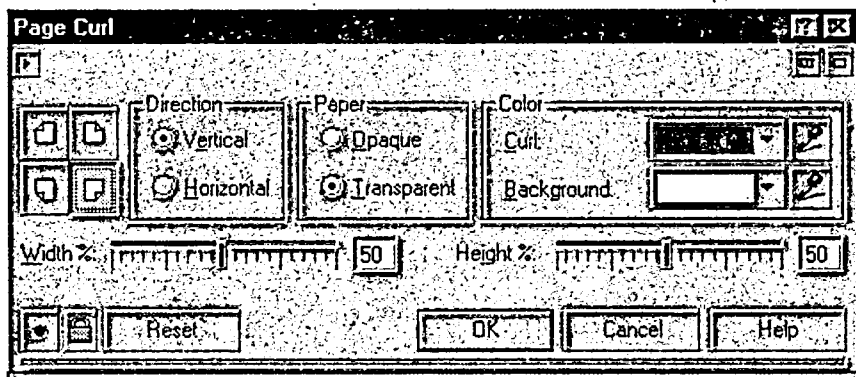 Page Curl
Direction Paper Color
Vertical Opaque Curl:
Horizontal Transparent Background
Width %: 50 Height %: 50
Reset OK Cancel Help